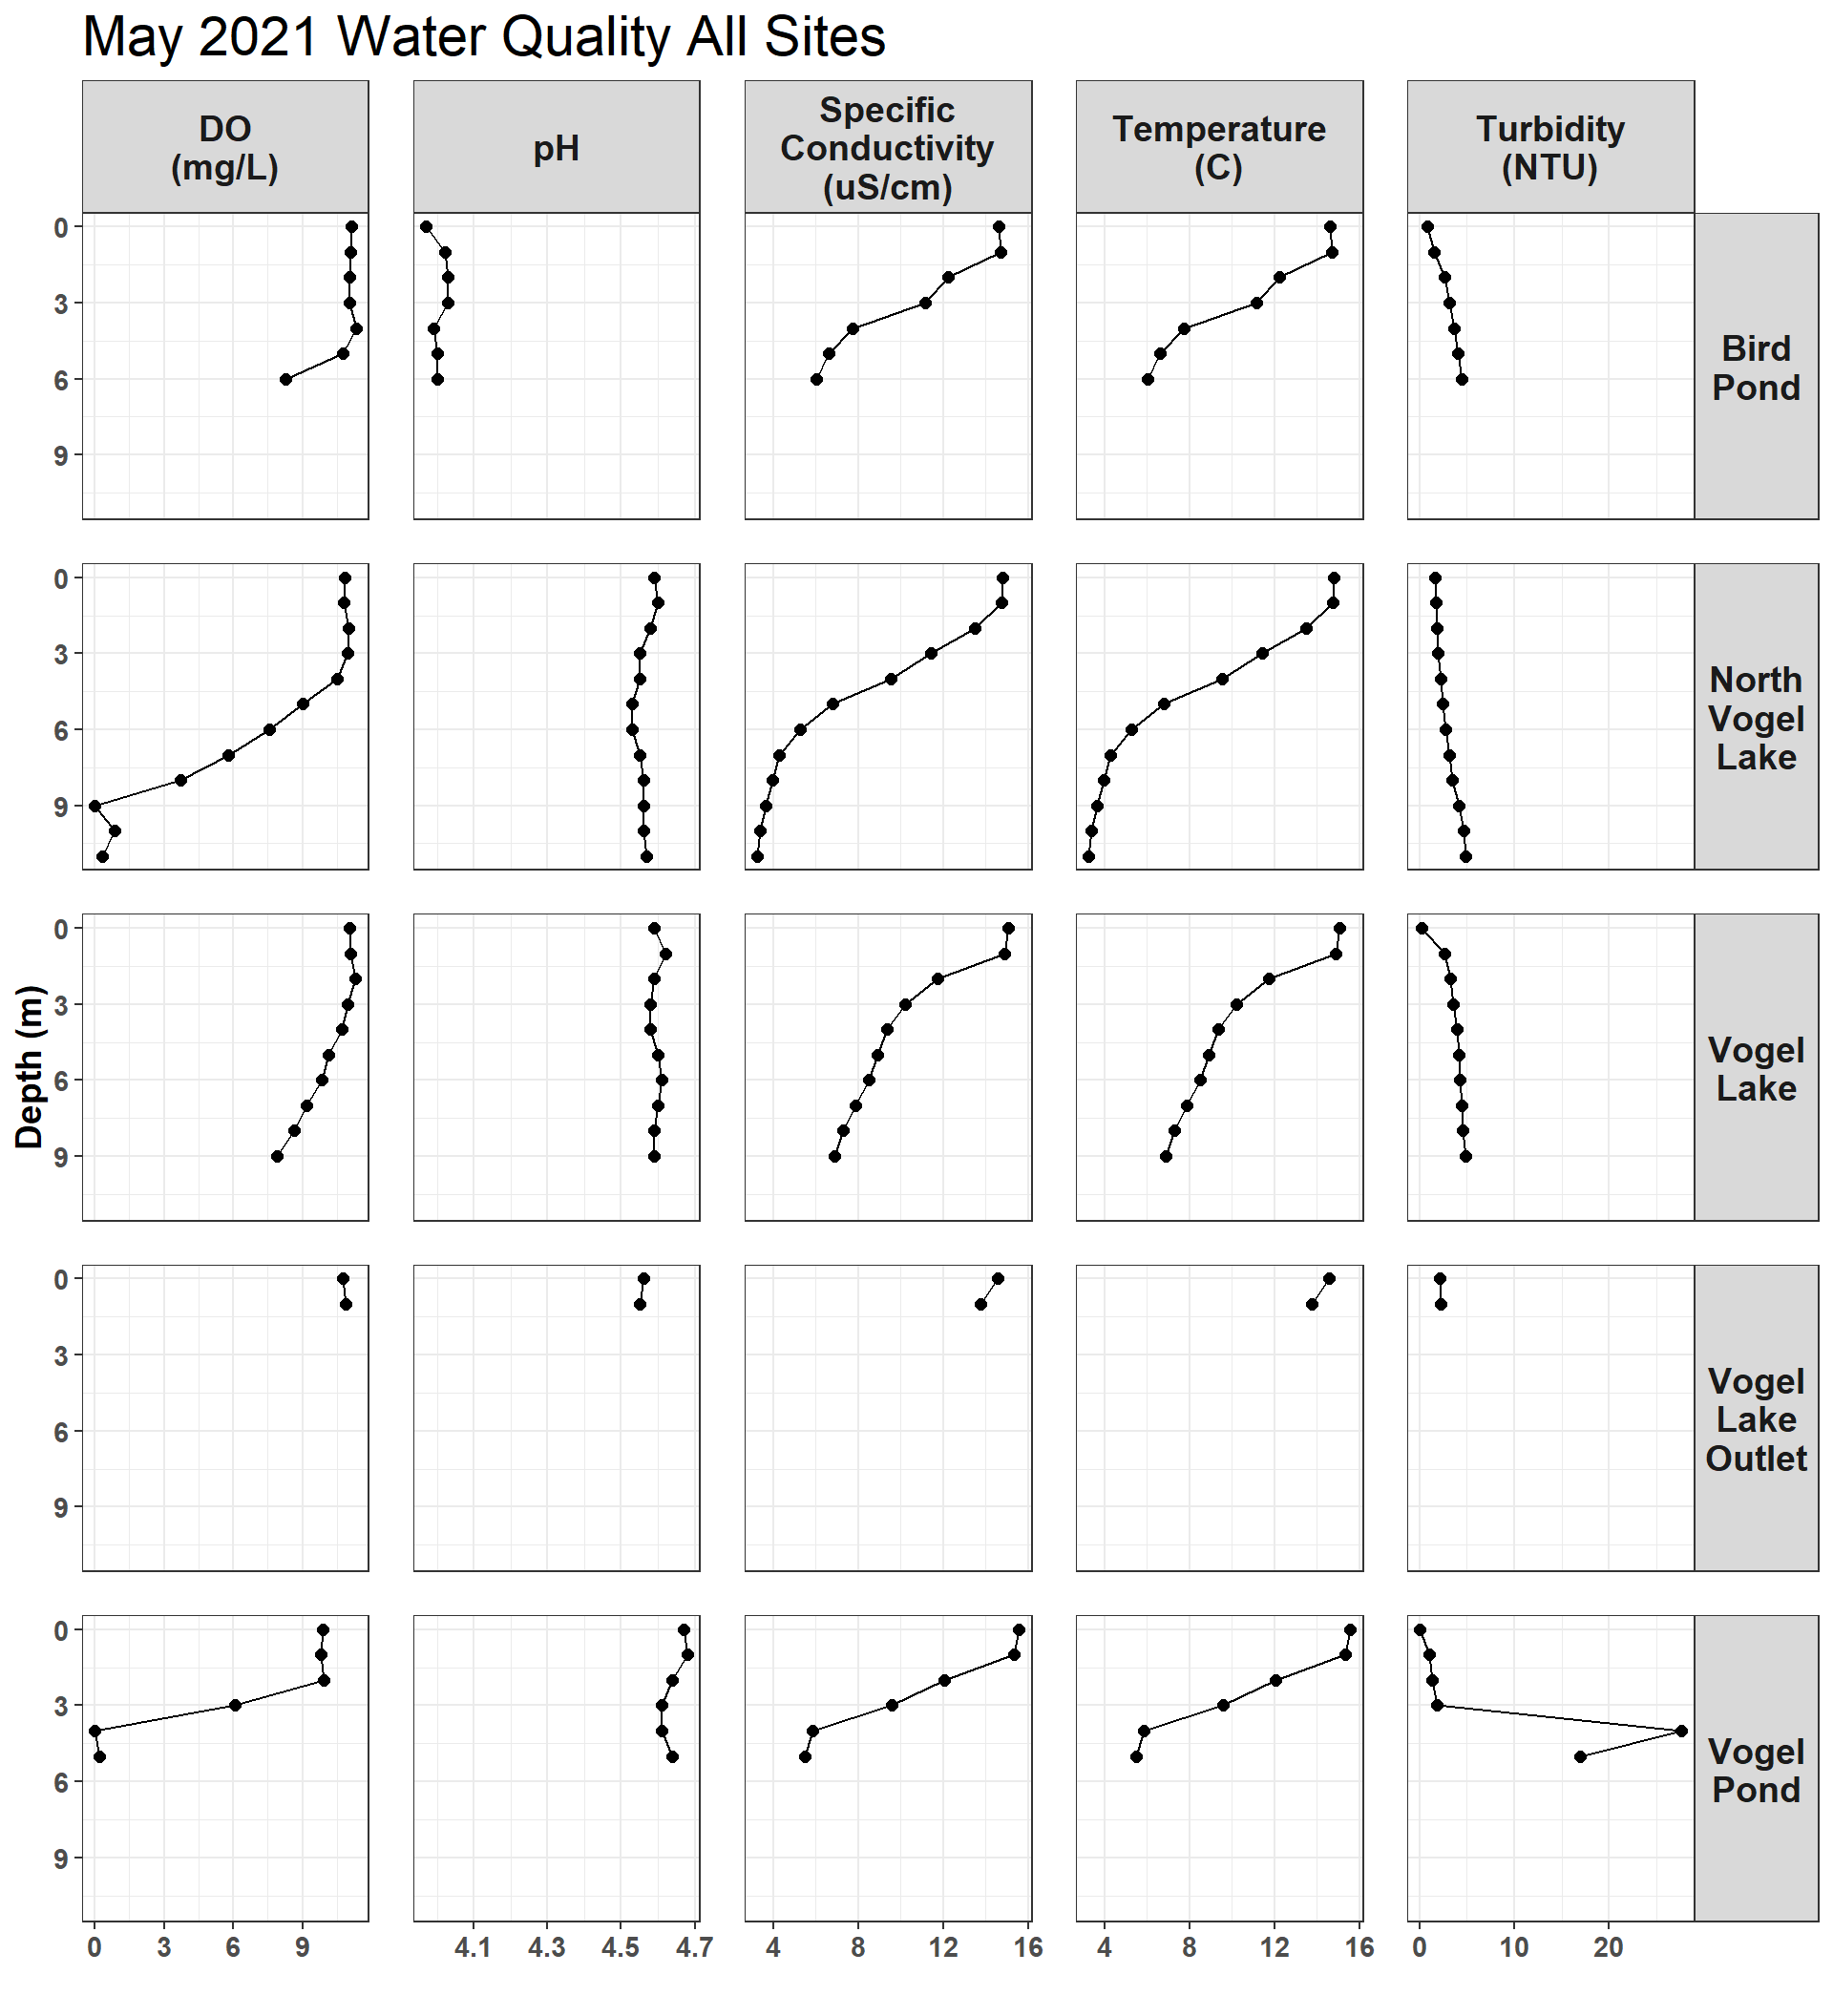 May 2021 Water Quality All Sites
DO
(mg/L)
pH
Specific
Conductivity
(uS/cm)
Temperature
(C)
Turbidity
(NTU)
0
3
6
9
Bird
Pond
0
3
6
9
North
Vogel
Lake
Depth (m)
0
3
6
9
Vogel
Lake
0
3
6
9
Vogel
Lake
Outlet
0
3
6
9
Vogel
Pond
0 3 6 9
4.1 4.3 4.5 4.7
4 8 12 16
4 8 12 16
0 10 20